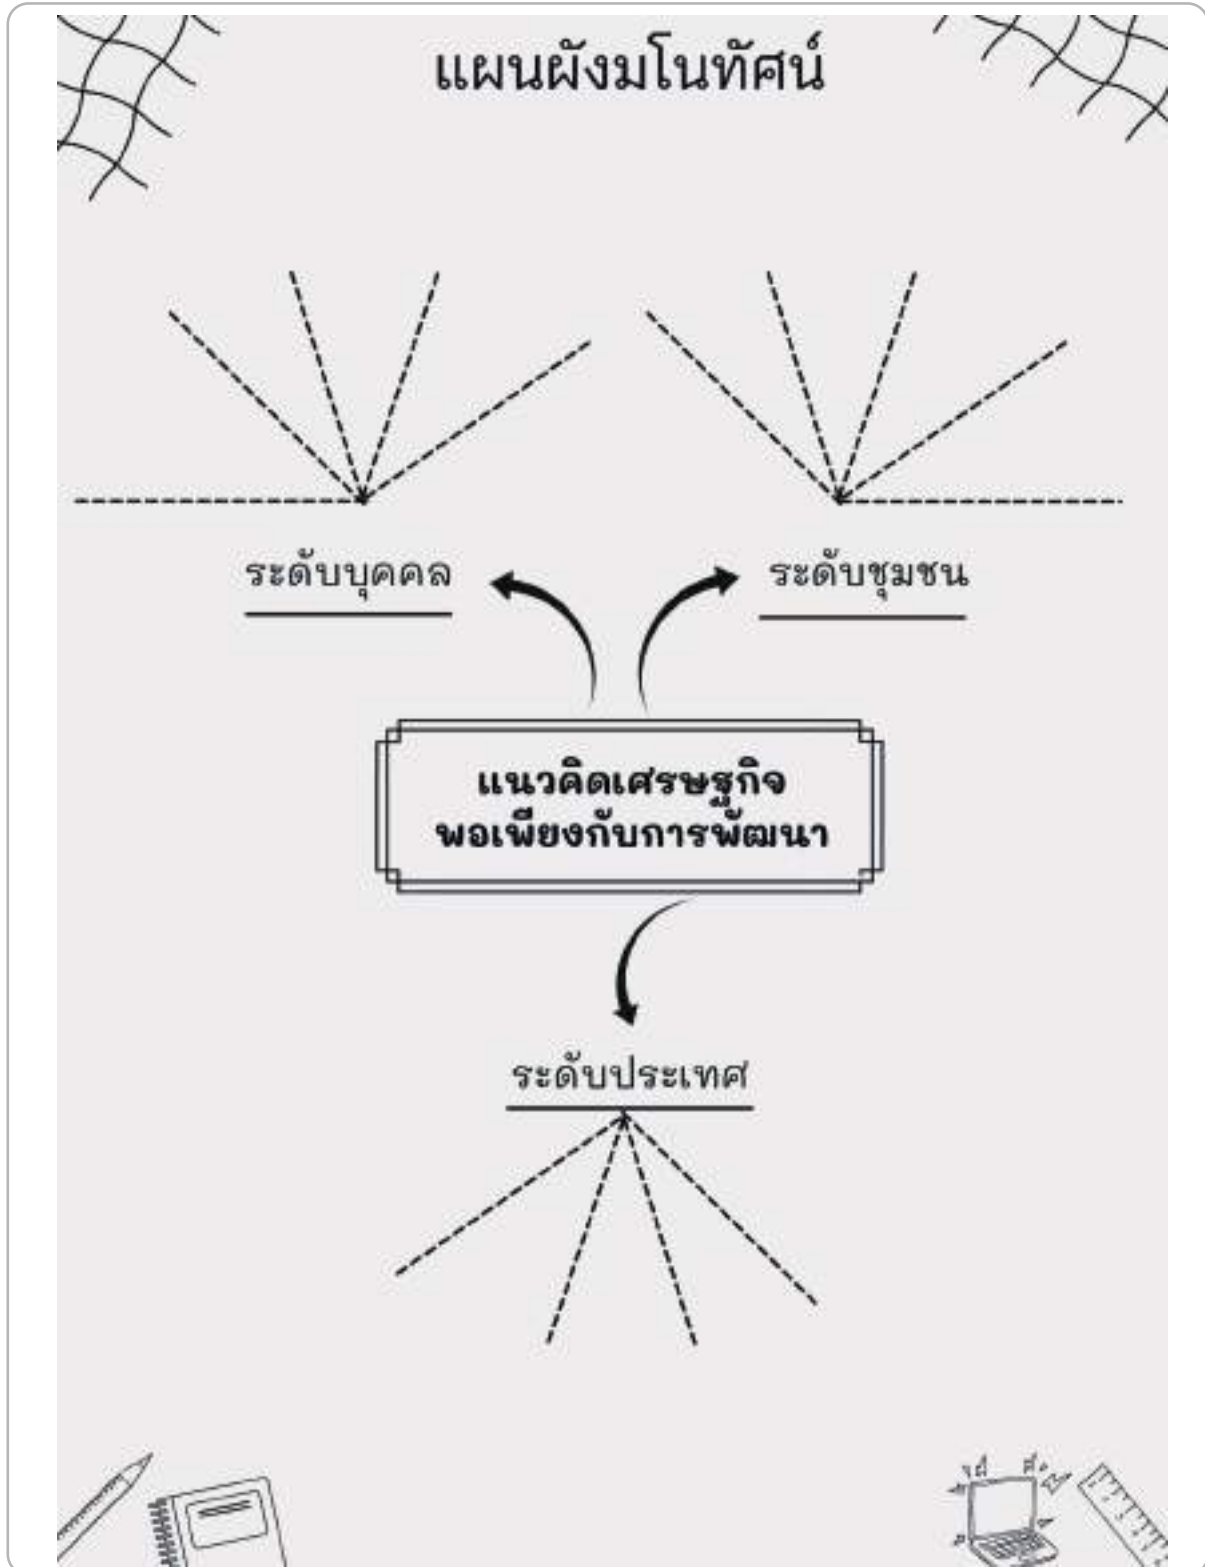 แผนผังมโนทัศน์
ระดับบุคคล
ระดับชุมชน
แนวคิดเศรษฐกิจ
พอเพียงกับการพัฒนา
ระดับประเทศ